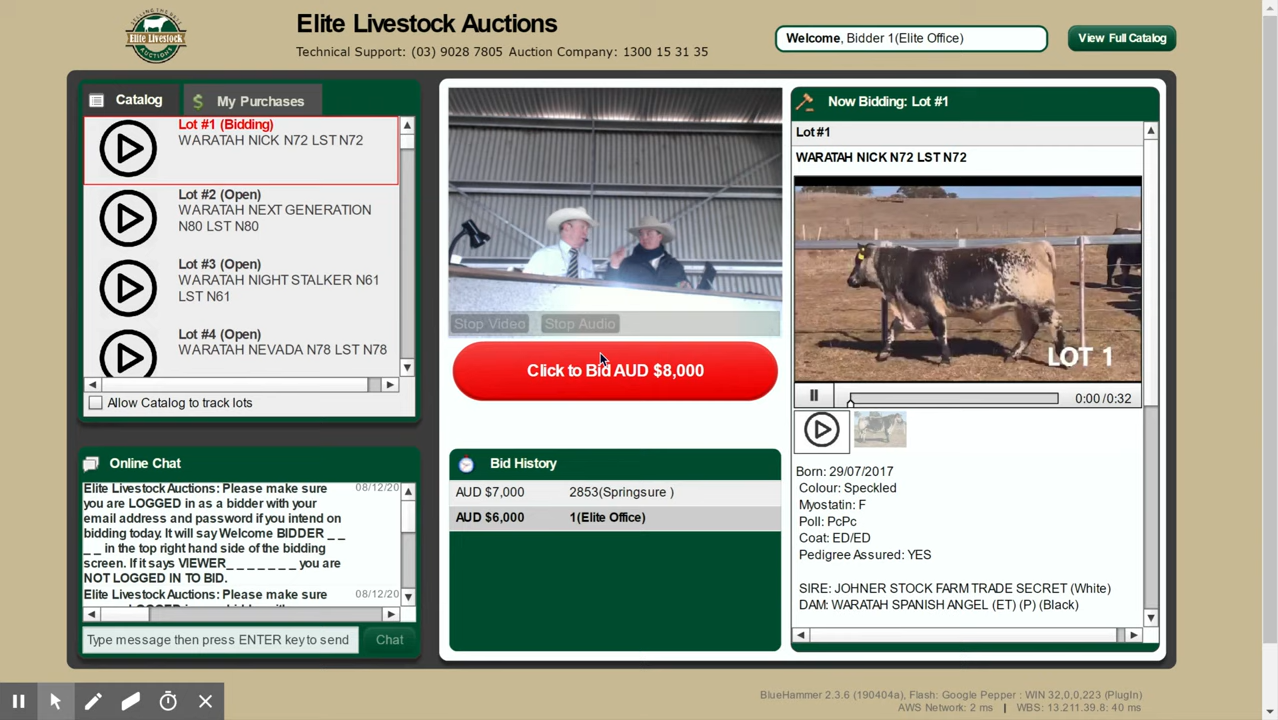 Elite Livestock
AUCTIONS
Elite Livestock Auctions
Technical Support: (03) 9028 7805 Auction Company: 1300 15 31 35
Welcome, Bidder 1(Elite Office)
View Full Catalog
Catalog
$ My Purchases
Lot #1 (Bidding)
WARATAH NICK N72 LST N72
Lot #2 (Open)
WARATAH NEXT GENERATION
N80 LST N80
Lot #3 (Open)
WARATAH NIGHT STALKER N61
LST N61
Lot #4 (Open)
WARATAH NEVADA N78 LST N78
Allow Catalog to track lots
Online Chat
Elite Livestock Auctions: Please make sure 08/12/20
you are LOGGED in as a bidder with your
email address and password if you intend on
bidding today. It will say Welcome BIDDER _ _
_ _ in the top right hand side of the bidding
screen. If it says VIEWER_ _ _ _ _ _ _ you are
NOT LOGGED IN TO BID.
Elite Livestock Auctions: Please make sure 08/12/20
Type message then press ENTER key to send
Chat
Stop Video
Stop Audio
Click to Bid AUD $8,000
Bid History
AUD $7,000 2853(Springsure )
AUD $6,000 1(Elite Office)
Now Bidding: Lot #1
Lot #1
WARATAH NICK N72 LST N72
LOT 1
0:00/0:32
Born: 29/07/2017
Colour: Speckled
Myostatin: F
Poll: PcPc
Coat: ED/ED
Pedigree Assured: YES
SIRE: JOHNER STOCK FARM TRADE SECRET (White)
DAM: WARATAH SPANISH ANGEL (ET) (P) (Black)
BlueHammer 2.3.6 (190404a), Flash: Google Pepper : WIN 32,0,0,223 (PlugIn)
AWS Network: 2 ms | WBS: 13.211.39.8: 40 ms